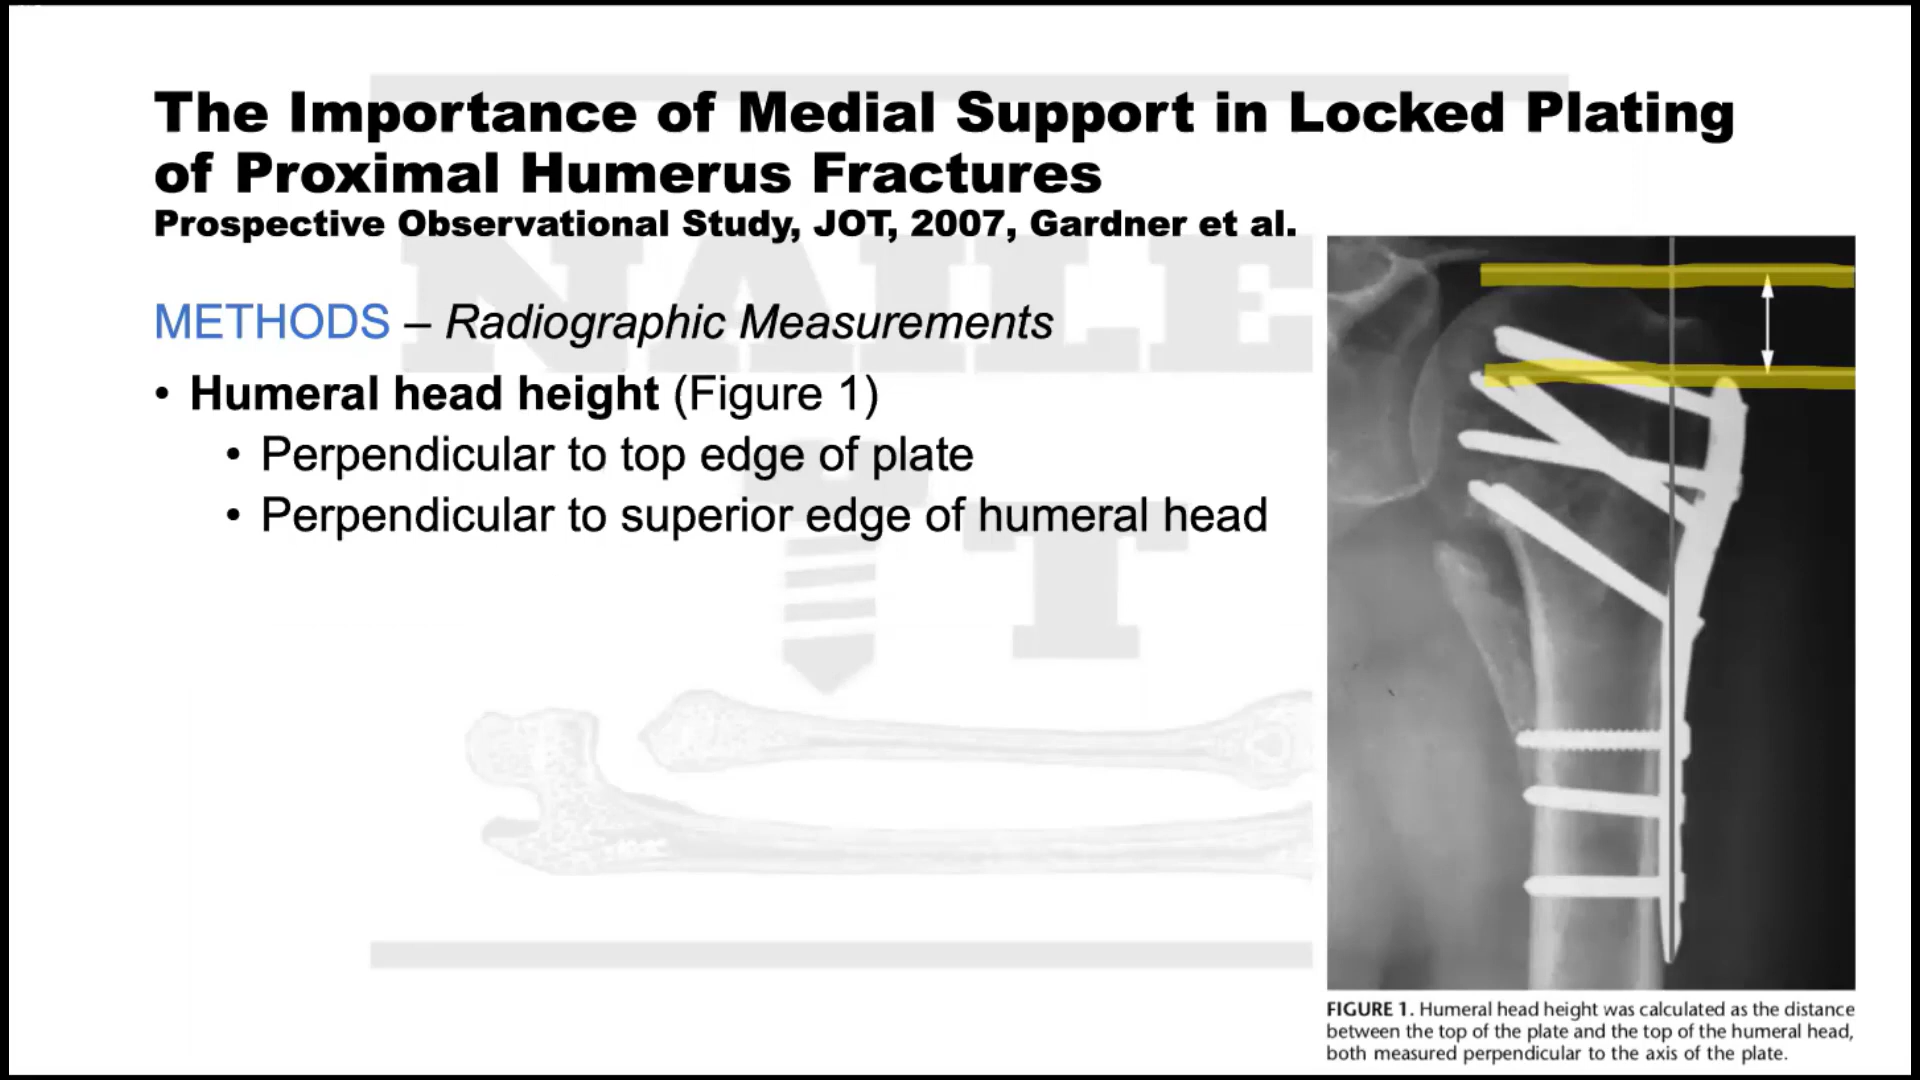 The Importance of Medial Support in Locked Plating
of Proximal Humerus Fractures
Prospective Observational Study, JOT, 2007, Gardner et al.
METHODS – Radiographic Measurements
• Humeral head height (Figure 1)
• Perpendicular to top edge of plate
• Perpendicular to superior edge of humeral head
NAILE
IT
FIGURE 1. Humeral head height was calculated as the distance
between the top of the plate and the top of the humeral head,
both measured perpendicular to the axis of the plate.